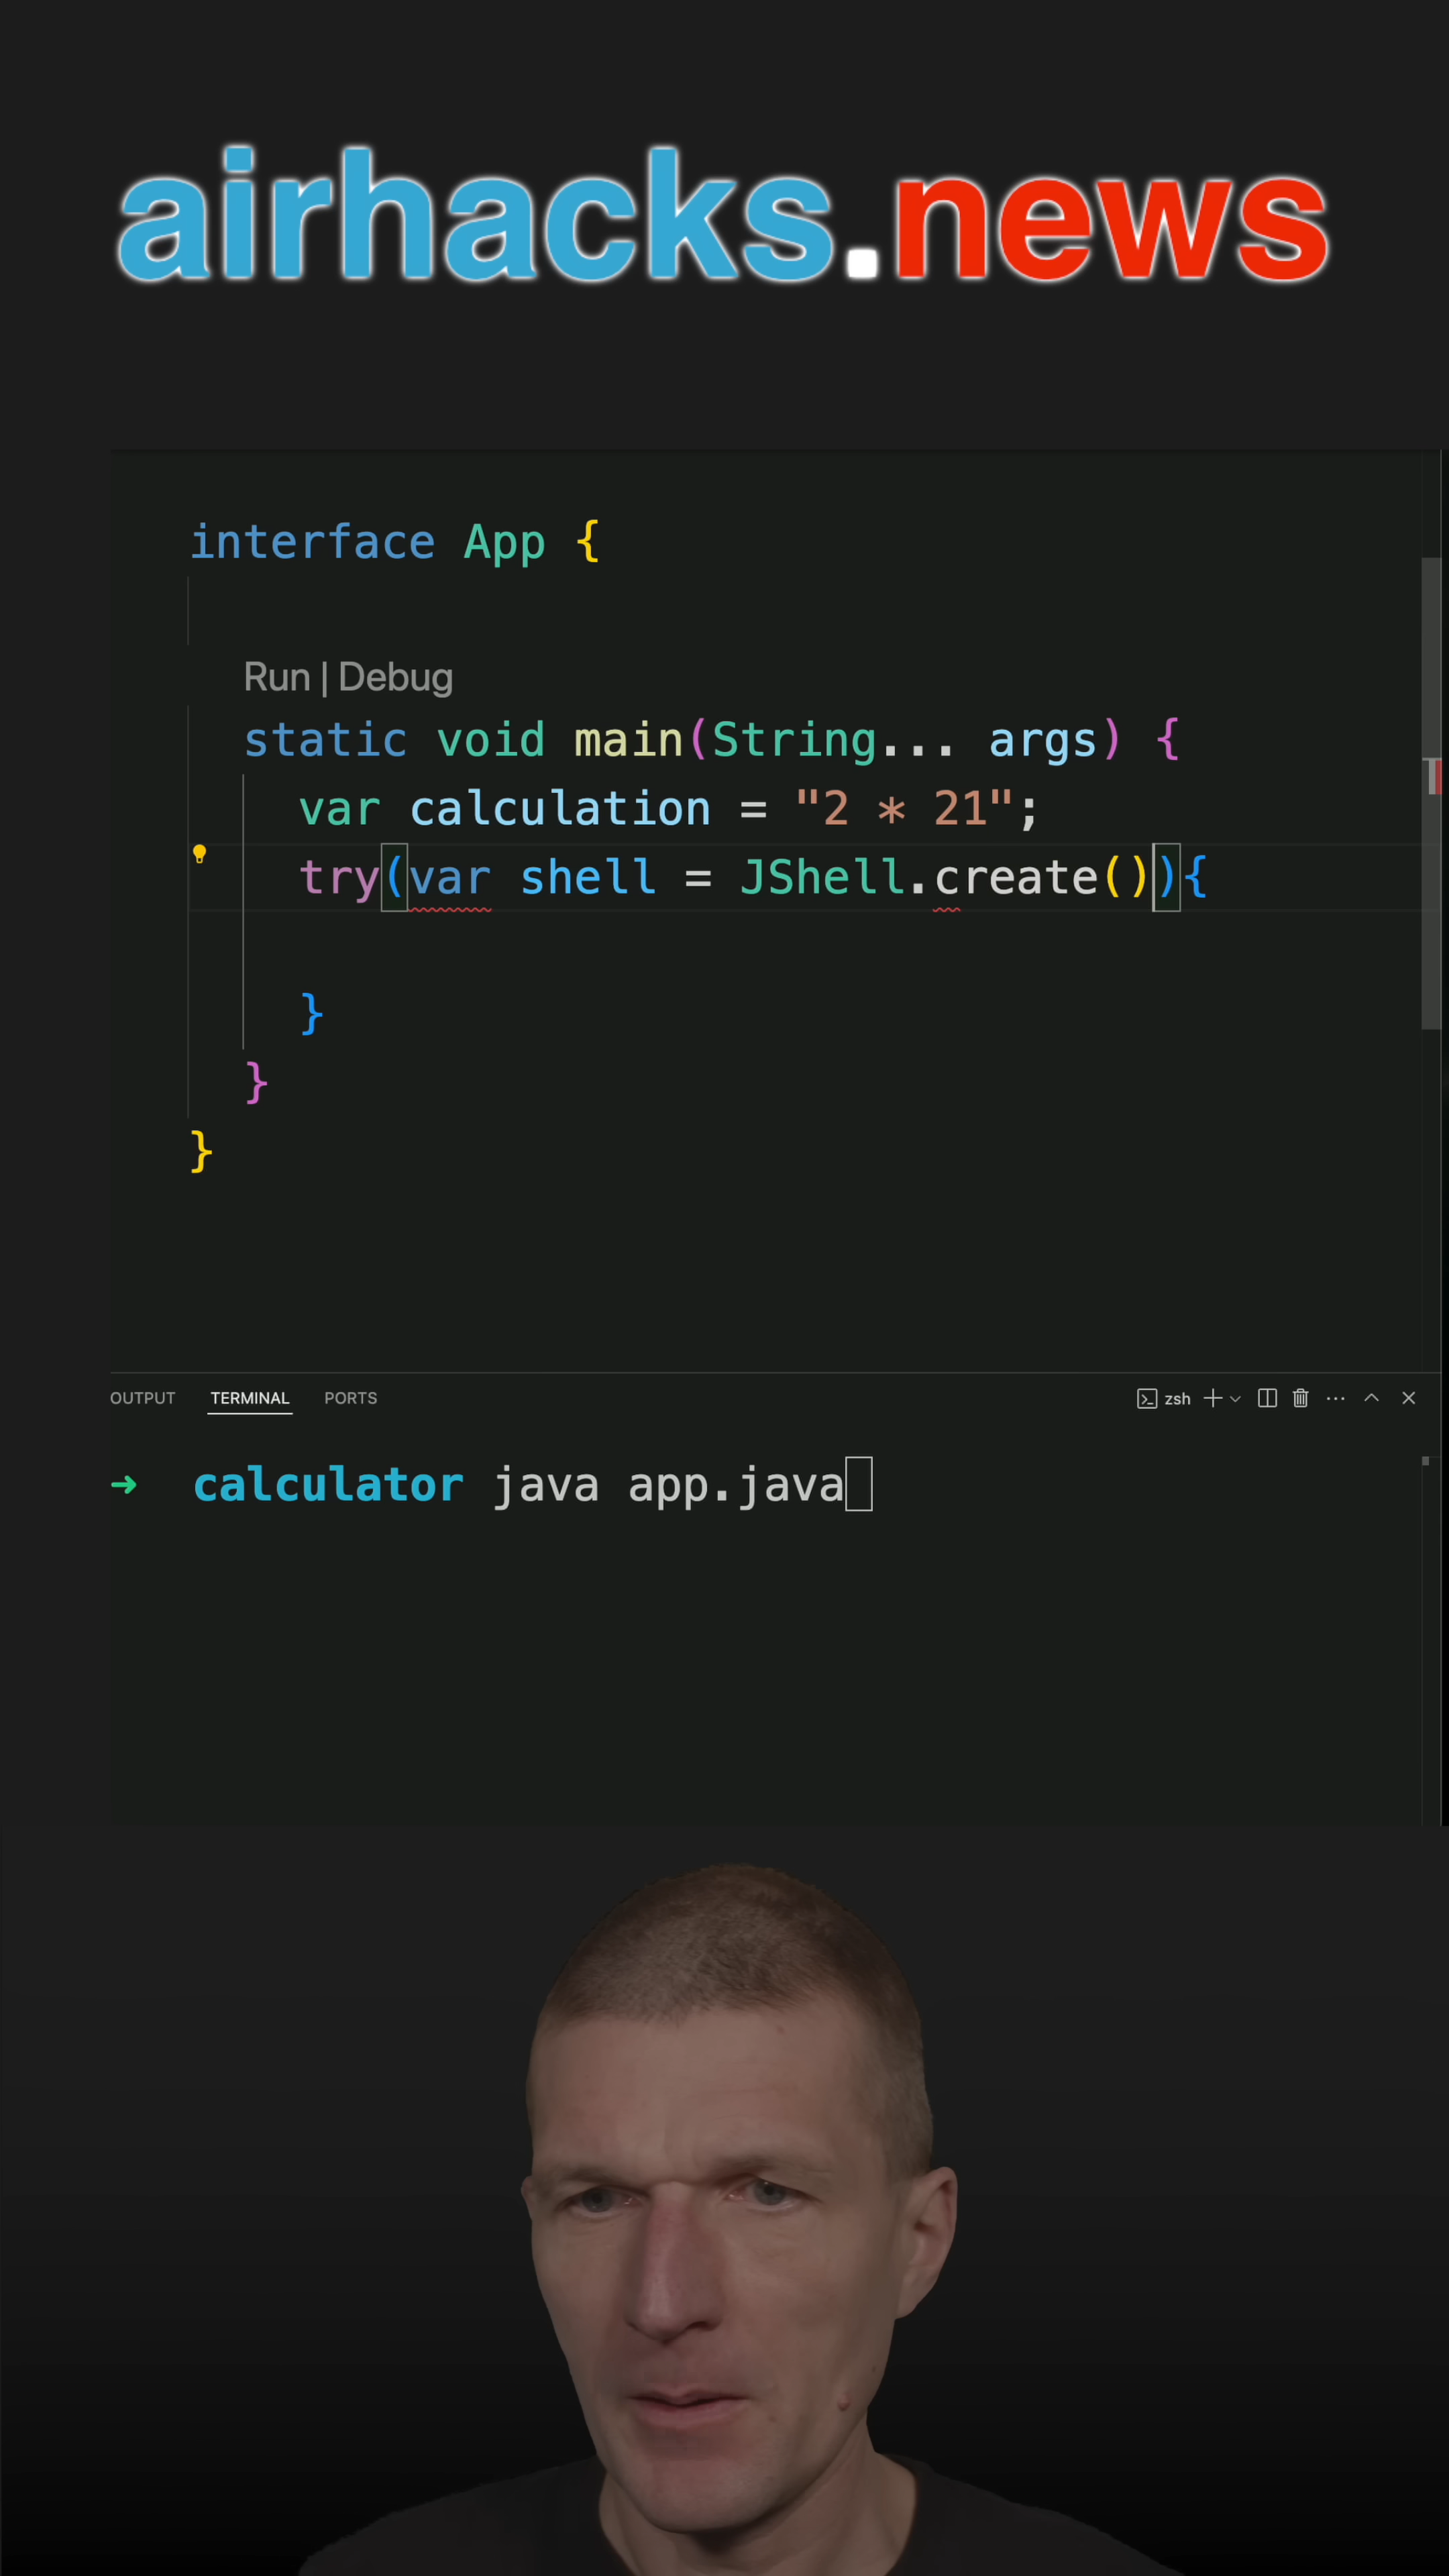 airhacks.news
interface App {
Run | Debug
static void main(String... args) {
var calculation = "2 * 21";
try(var shell = JShell.create()){
}
}
}
OUTPUT TERMINAL PORTS zsh
➜ calculator java app.java